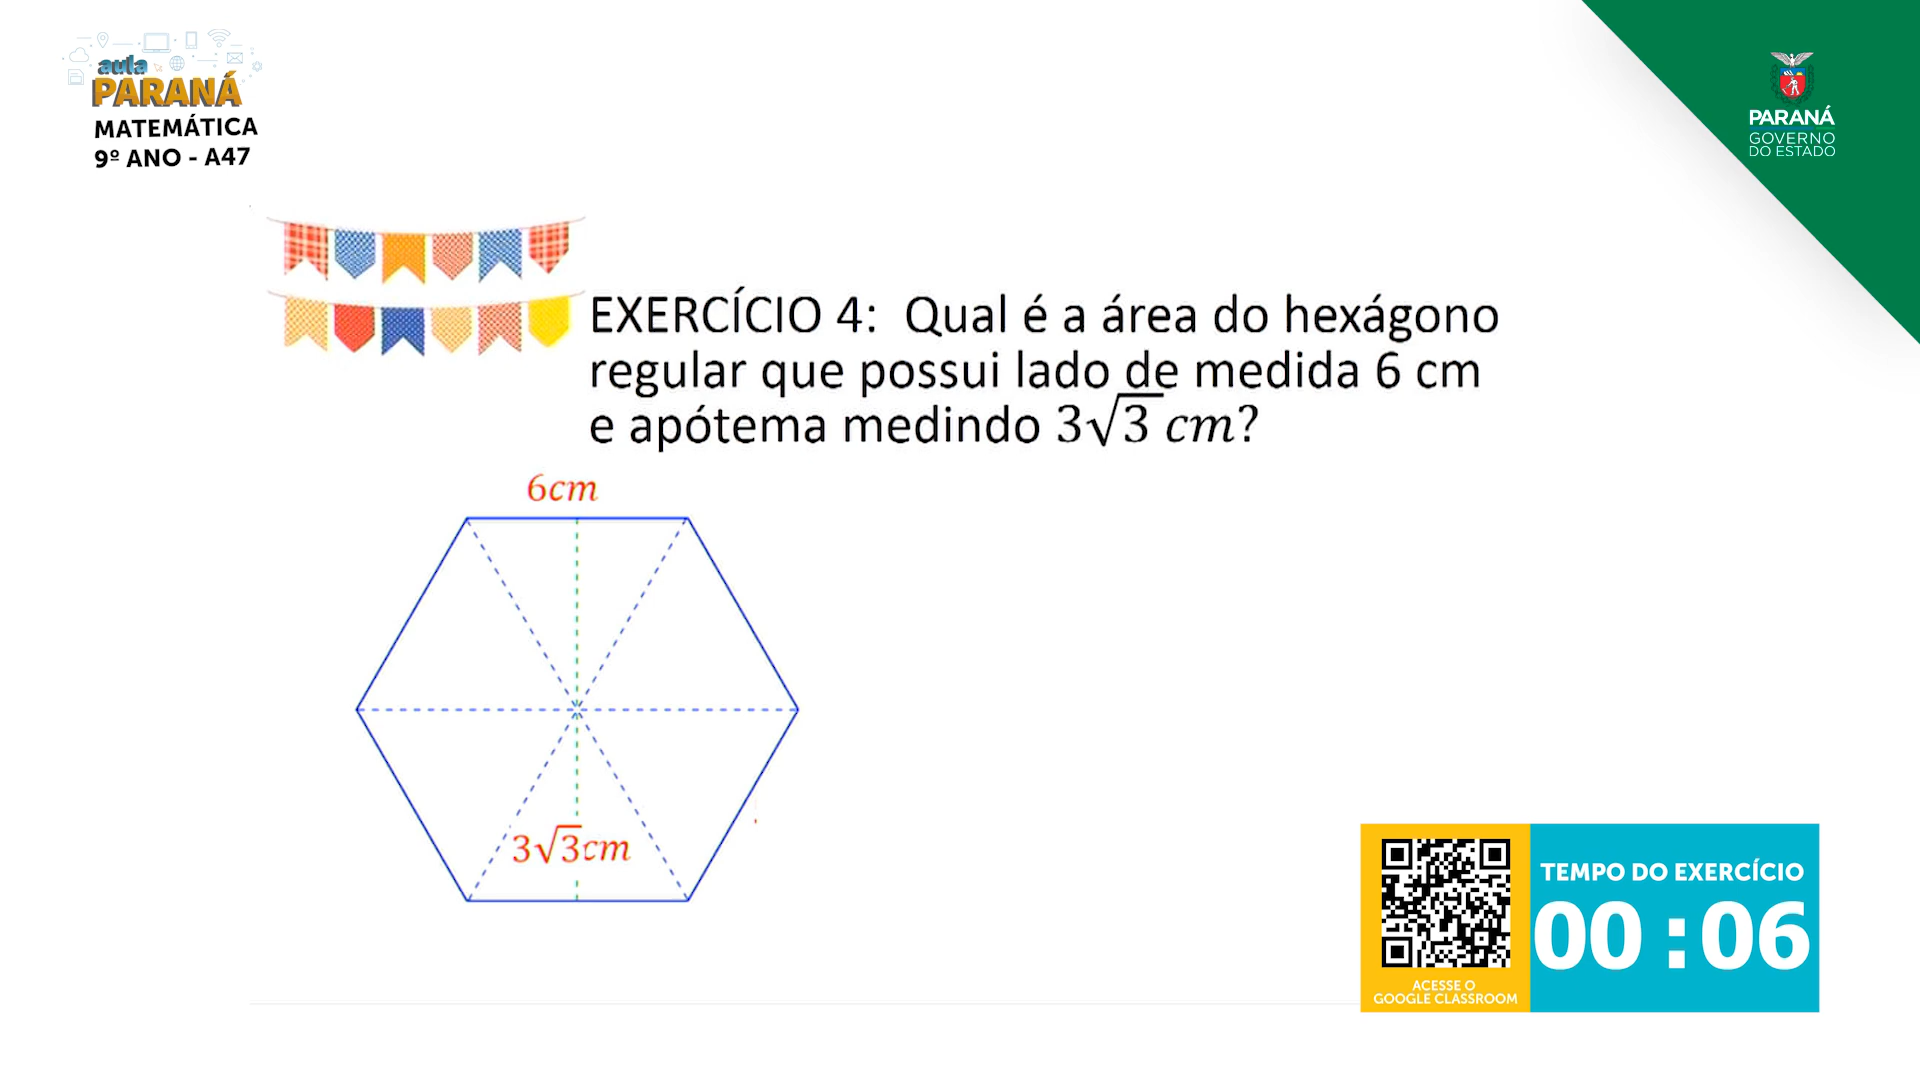 aula
PARANÁ
MATEMÁTICA
9º ANO - A47
PARANÁ
GOVERNO
DO ESTADO
EXERCÍCIO 4: Qual é a área do hexágono
regular que possui lado de medida 6 cm
e apótema medindo 3√3 cm?
6cm
3√3cm
TEMPO DO EXERCÍCIO
00:06
ACESSE O
GOOGLE CLASSROOM